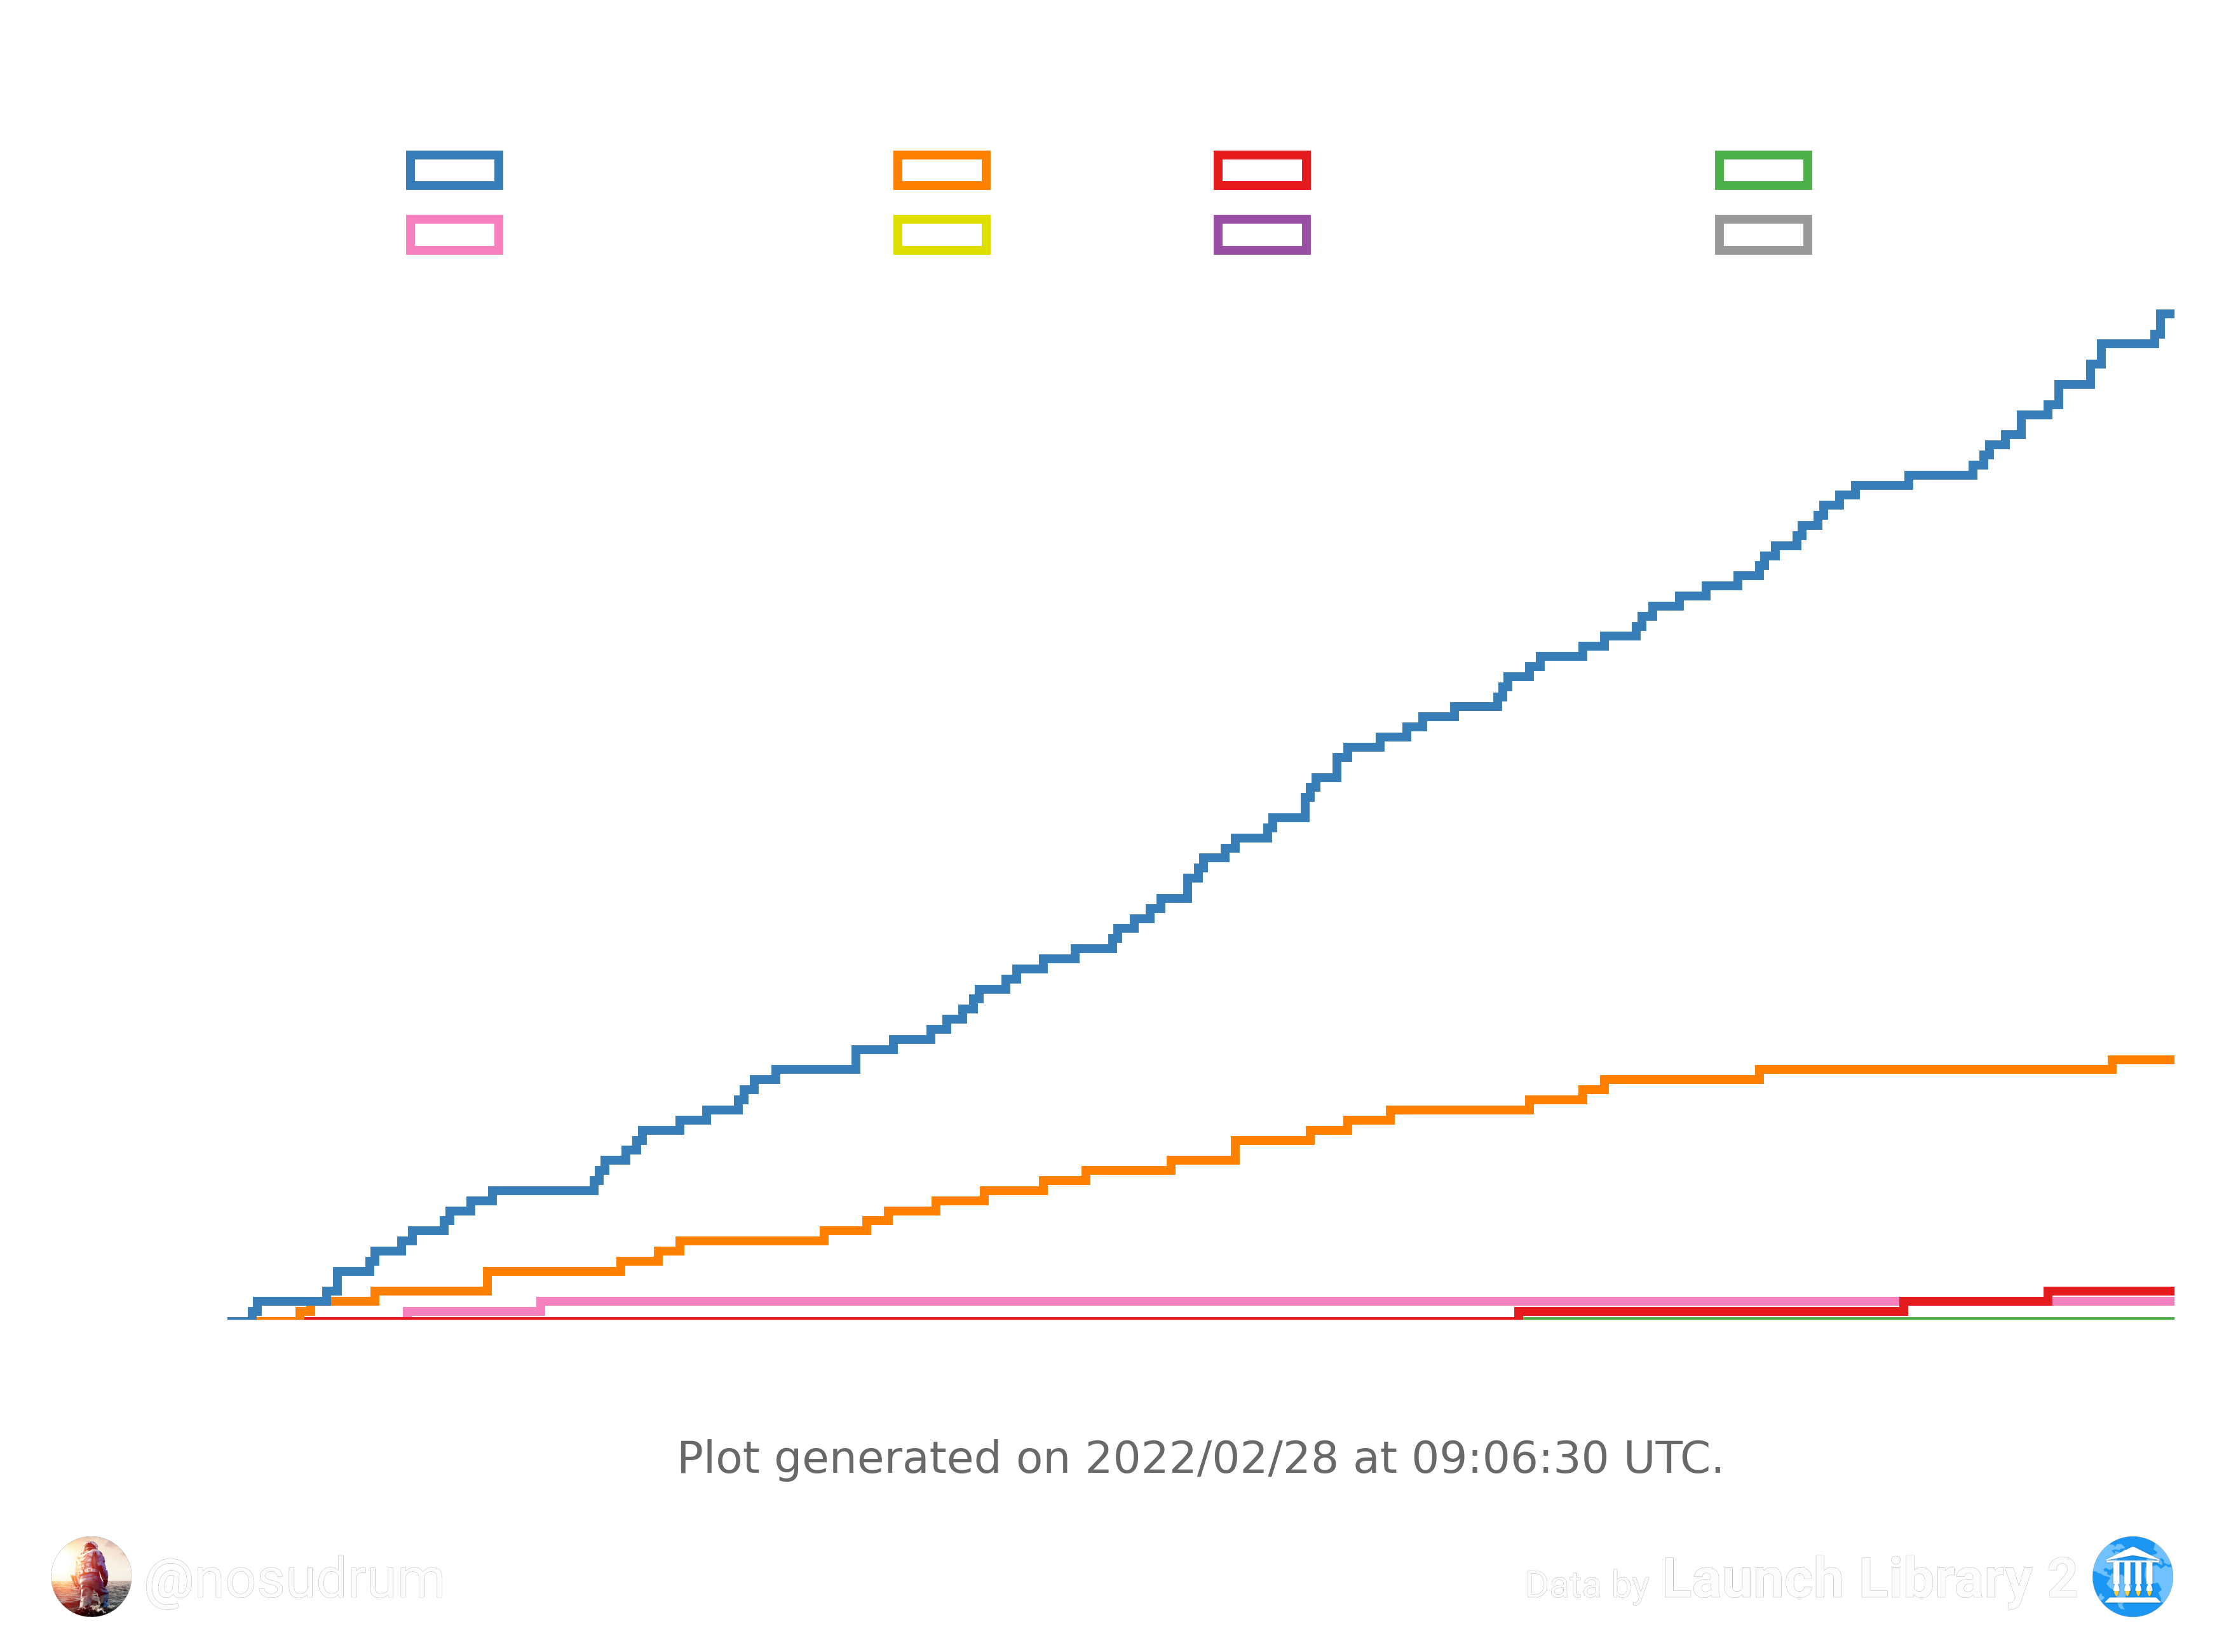 Plot generated on 2022/02/28 at 09:06:30 UTC.
@nosudrum
Data by Launch Library 2